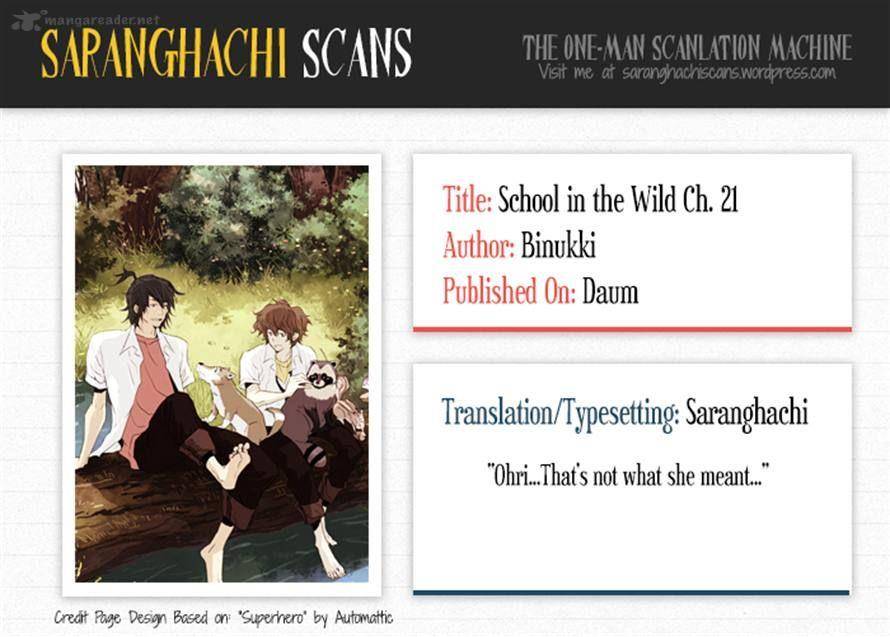 mangareader.net
SARANGHACHI SCANS
THE ONE-MAN SCANLATION MACHINE
Visit me at saranghachiscans.wordpress.com
Title: School in the Wild Ch. 21
Author: Binukki
Published On: Daum
Translation/Typesetting: Saranghachi
"Ohri...That's not what she meant..."
Credit Page Design Based on: "Superhero" by Automattic